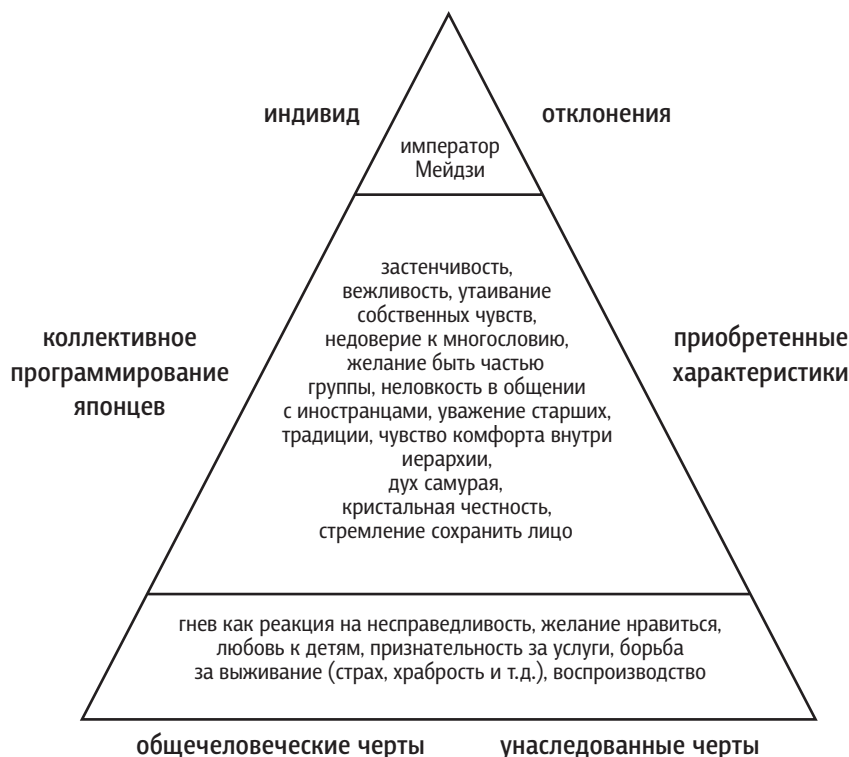 индивид
отклонения
император
Мейдзи
застенчивость,
вежливость, утаивание
собственных чувств,
недоверие к многословию,
желание быть частью
группы, неловкость в общении
с иностранцами, уважение старших,
традиции, чувство комфорта внутри
иерархии,
дух самурая,
кристальная честность,
стремление сохранить лицо
коллективное
программирование
японцев
приобретенные
характеристики
гнев как реакция на несправедливость, желание нравиться,
любовь к детям, признательность за услуги, борьба
за выживание (страх, храбрость и т.д.), воспроизводство
общечеловеческие черты
унаследованные черты